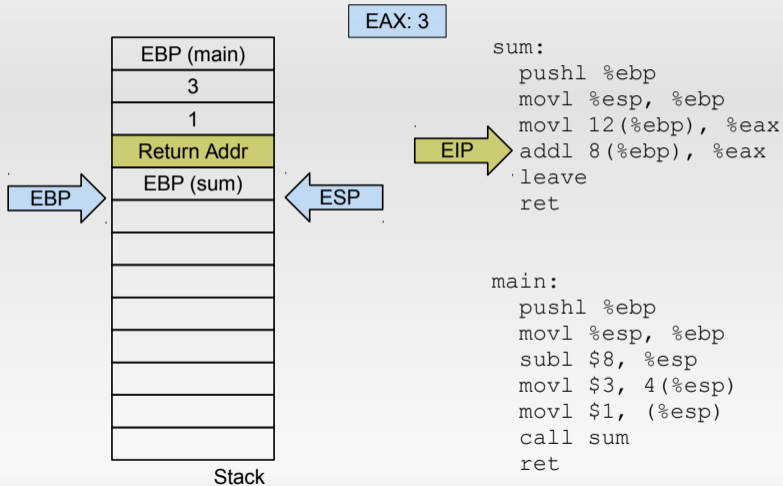 EAX: 3
EBP (main)
3
1
Return Addr
EBP (sum)
EBP
ESP
Stack
EIP
sum:
pushl %ebp
movl %esp, %ebp
movl 12(%ebp), %eax
addl 8(%ebp), %eax
leave
ret
main:
pushl %ebp
movl %esp, %ebp
subl $8, %esp
movl $3, 4(%esp)
movl $1, (%esp)
call sum
ret